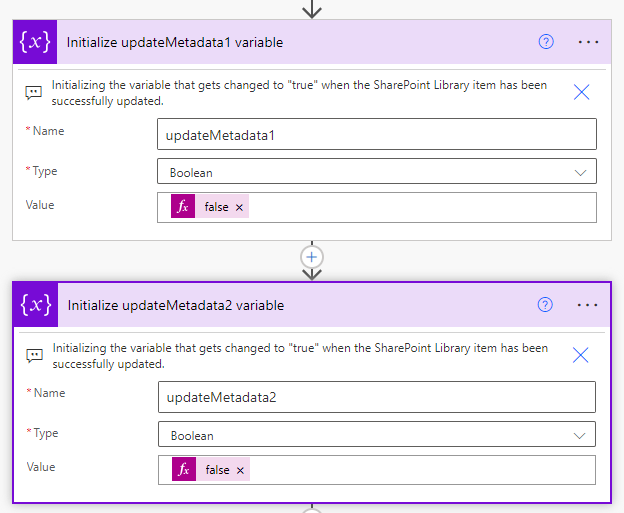 {x} Initialize updateMetadata1 variable ? ...
Initializing the variable that gets changed to "true" when the SharePoint Library item has been
successfully updated.
* Name updateMetadata1
* Type Boolean
Value fx false ×
+
{x} Initialize updateMetadata2 variable ? ...
Initializing the variable that gets changed to "true" when the SharePoint Library item has been
successfully updated.
* Name updateMetadata2
* Type Boolean
Value fx false ×